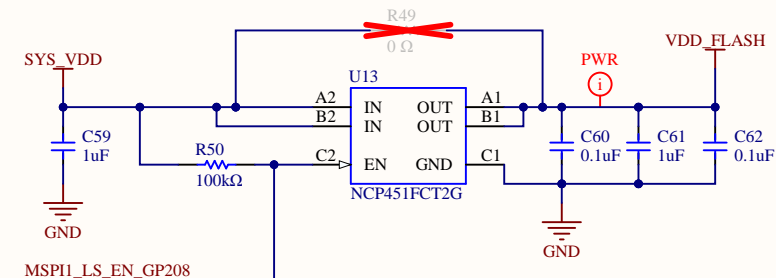 R49
0 Ω
PWR
i
VDD_FLASH
SYS_VDD
U13
A2 IN OUT A1
B2 IN OUT B1
C2 EN GND C1
NCP451FCT2G
C59
1uF
R50
100kΩ
C60
0.1uF
C61
1uF
C62
0.1uF
GND
GND
MSPI1_LS_EN_GP208